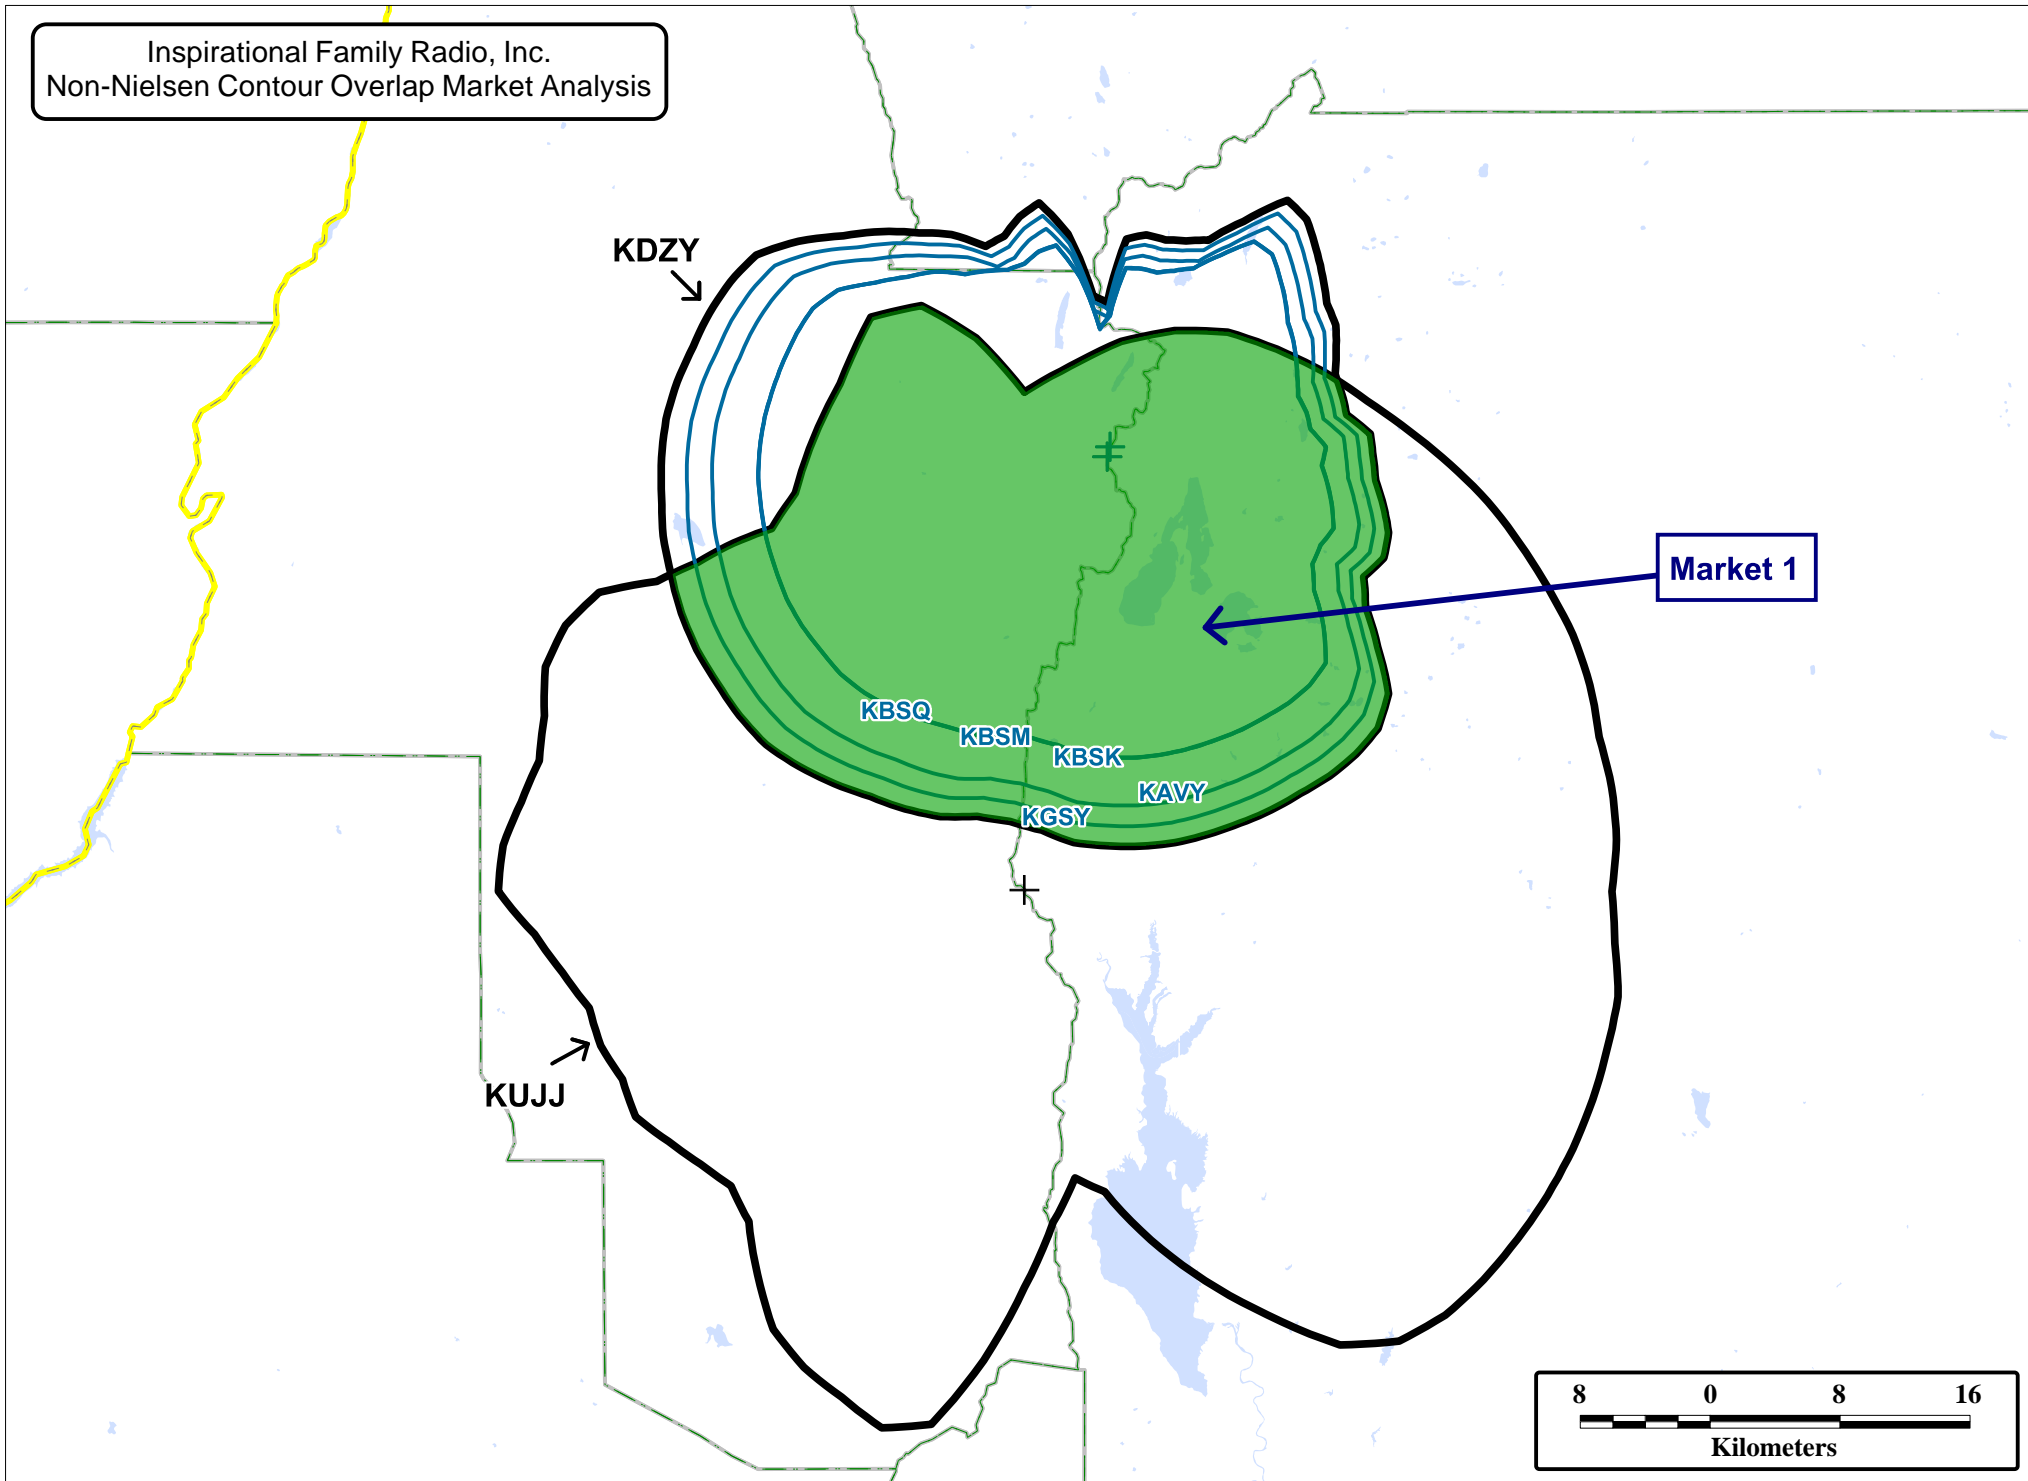 Inspirational Family Radio, Inc.
Non-Nielsen Contour Overlap Market Analysis
KDZY
Market 1
KBSQ
KBSM
KBSK
KAVY
KGSY
KUJJ
8 0 8 16
Kilometers